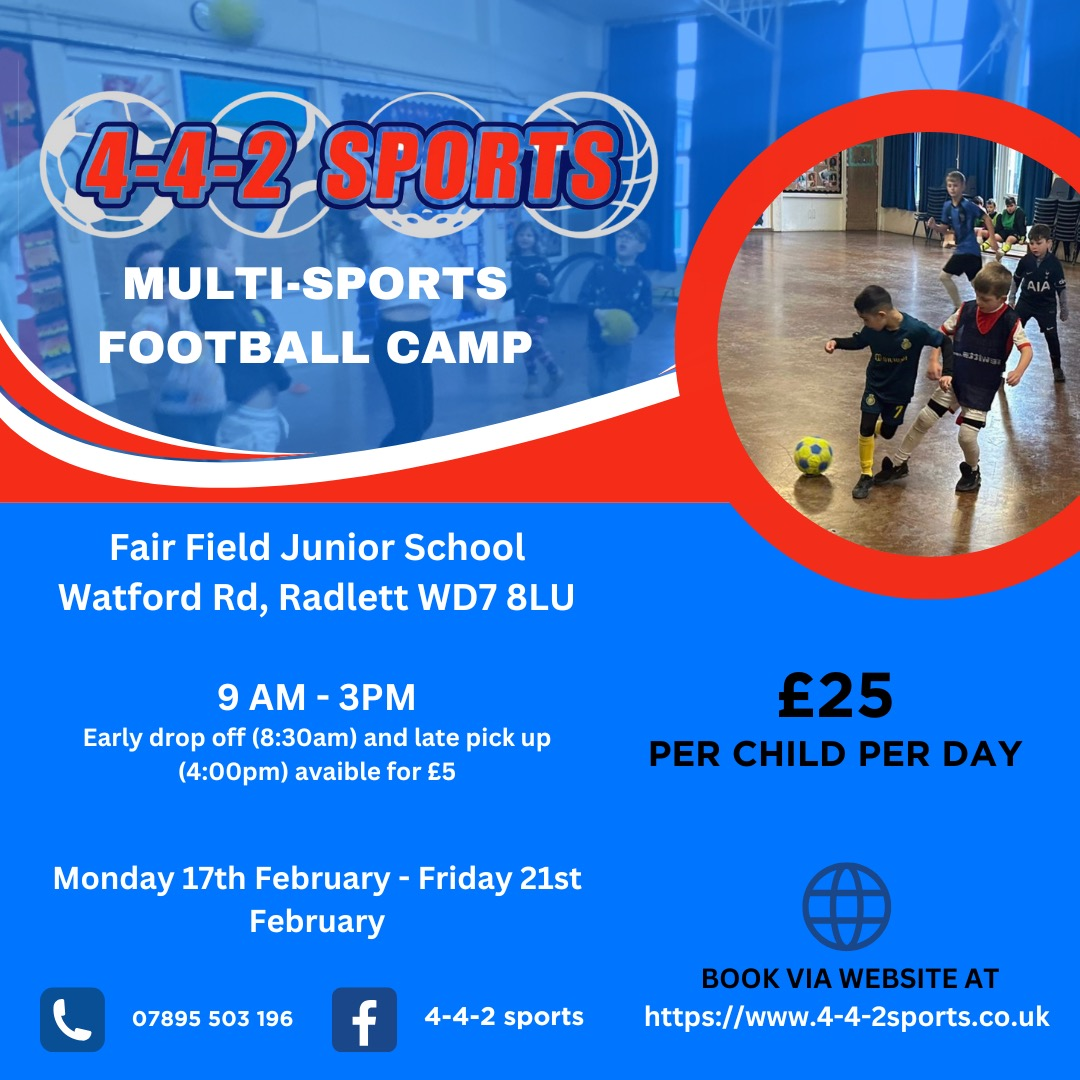 4-4-2 SPORTS
MULTI-SPORTS
FOOTBALL CAMP
AIA
7
Fair Field Junior School
Watford Rd, Radlett WD7 8LU
9 AM - 3PM
Early drop off (8:30am) and late pick up
(4:00pm) avaible for £5
£25
PER CHILD PER DAY
Monday 17th February - Friday 21st
February
BOOK VIA WEBSITE AT
https://www.4-4-2sports.co.uk
07895 503 196
4-4-2 sports